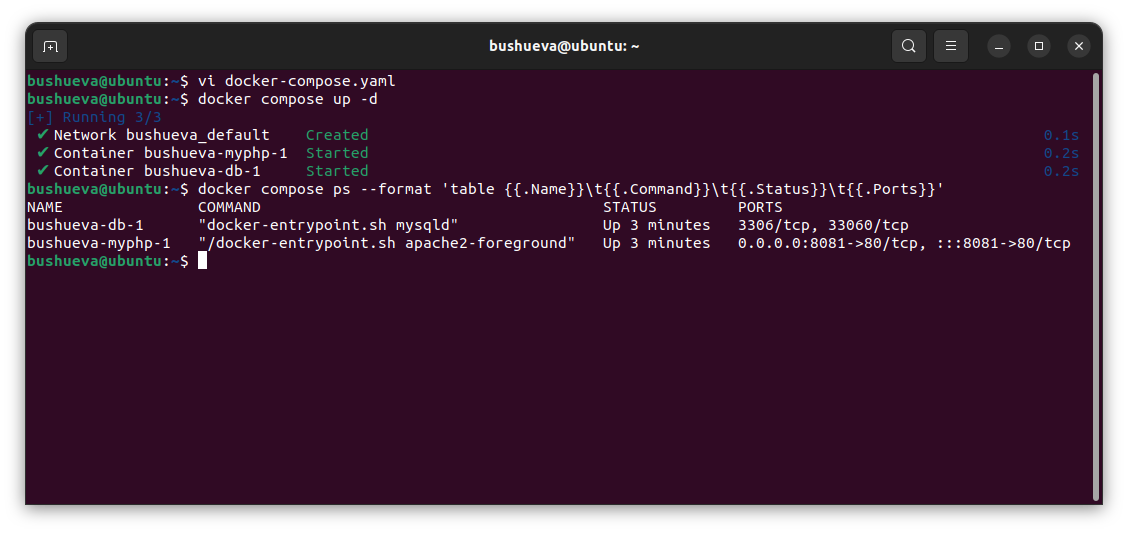 bushueva@ubuntu: ~
bushueva@ubuntu:~$ vi docker-compose.yaml
bushueva@ubuntu:~$ docker compose up -d
[+] Running 3/3
✔ Network bushueva_default    Created    0.1s
✔ Container bushueva-myphp-1  Started    0.2s
✔ Container bushueva-db-1     Started    0.2s
bushueva@ubuntu:~$ docker compose ps --format 'table {{.Name}}\t{{.Command}}\t{{.Status}}\t{{.Ports}}'
NAME               COMMAND                                      STATUS         PORTS
bushueva-db-1      "docker-entrypoint.sh mysqld"                Up 3 minutes   3306/tcp, 33060/tcp
bushueva-myphp-1   "/docker-entrypoint.sh apache2-foreground"   Up 3 minutes   0.0.0.0:8081->80/tcp, :::8081->80/tcp
bushueva@ubuntu:~$